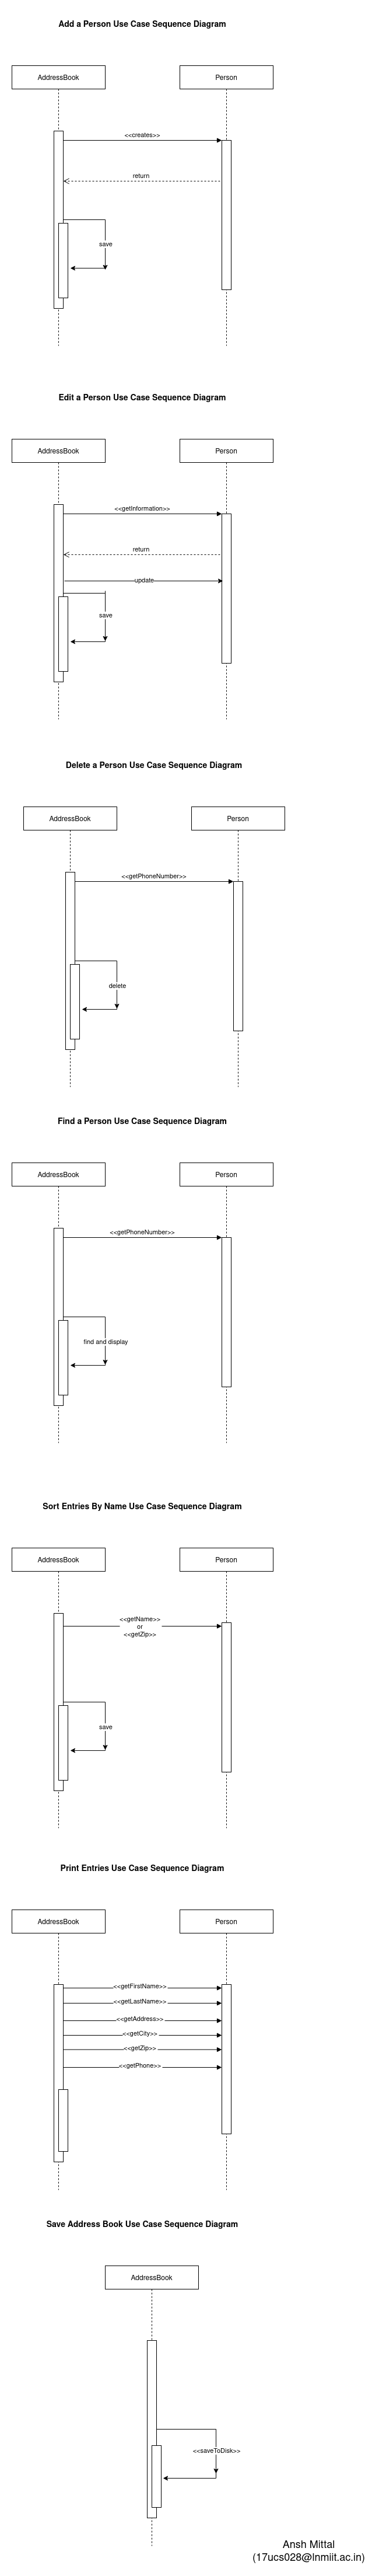 Add a Person Use Case Sequence Diagram
AddressBook
Person
<<creates>>
return
save
Edit a Person Use Case Sequence Diagram
AddressBook
Person
<<getInformation>>
return
update
save
Delete a Person Use Case Sequence Diagram
AddressBook
Person
<<getPhoneNumber>>
delete
Find a Person Use Case Sequence Diagram
AddressBook
Person
<<getPhoneNumber>>
find and display
Sort Entries By Name Use Case Sequence Diagram
AddressBook
Person
<<getName>>
or
<<getZip>>
save
Print Entries Use Case Sequence Diagram
AddressBook
Person
<<getFirstName>>
<<getLastName>>
<<getAddress>>
<<getCity>>
<<getZip>>
<<getPhone>>
Save Address Book Use Case Sequence Diagram
AddressBook
<<saveToDisk>>
Ansh Mittal
(17ucs028@lnmiit.ac.in)